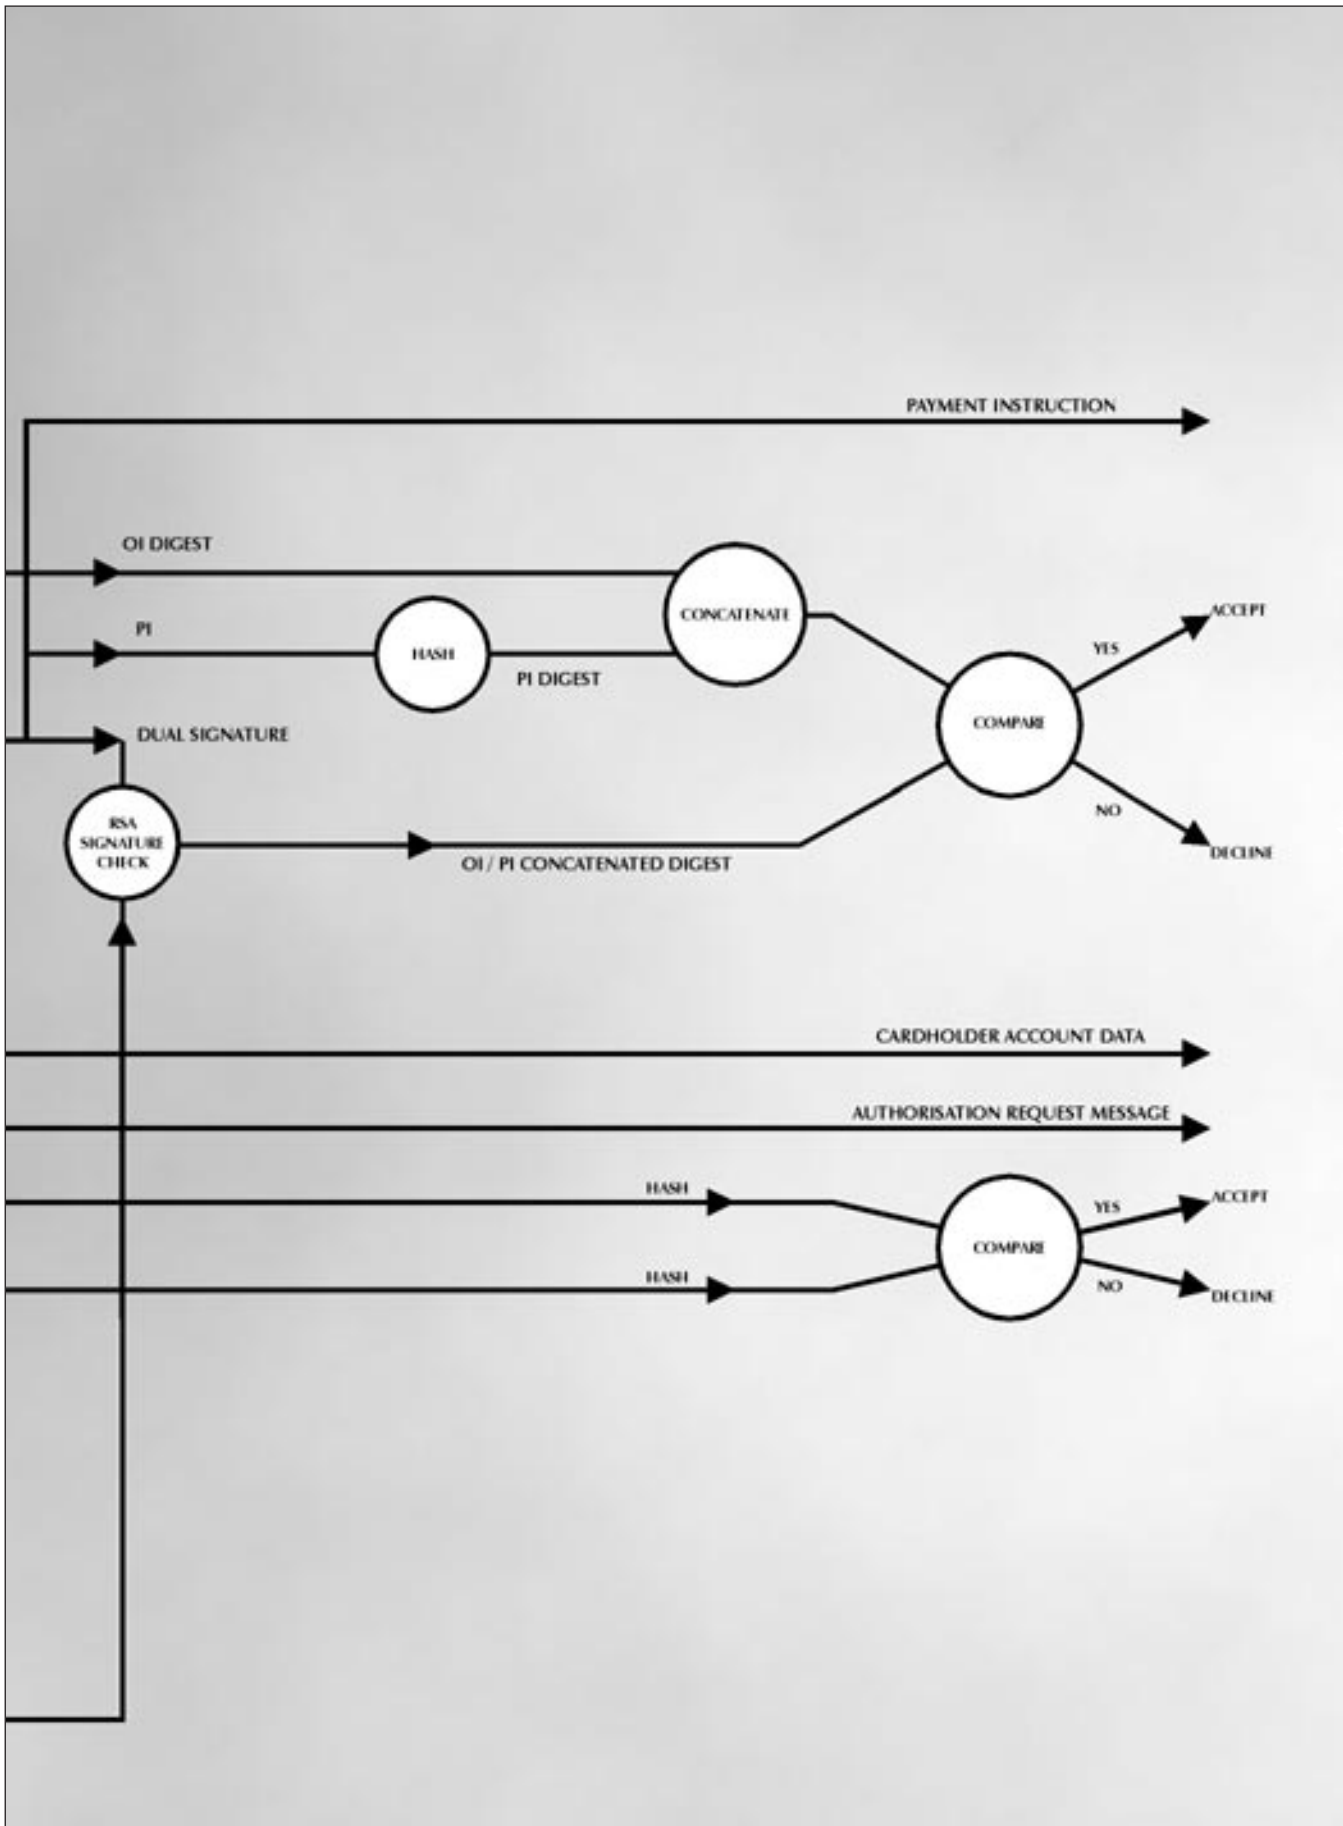 PAYMENT INSTRUCTION
OI DIGEST
CONCATENATE
ACCEPT
PI
YES
HASH
PI DIGEST
COMPARE
DUAL SIGNATURE
NO
RSA
SIGNATURE
CHECK
DECLINE
OI / PI CONCATENATED DIGEST
CARDHOLDER ACCOUNT DATA
AUTHORISATION REQUEST MESSAGE
HASH
ACCEPT
YES
COMPARE
HASH
NO
DECLINE